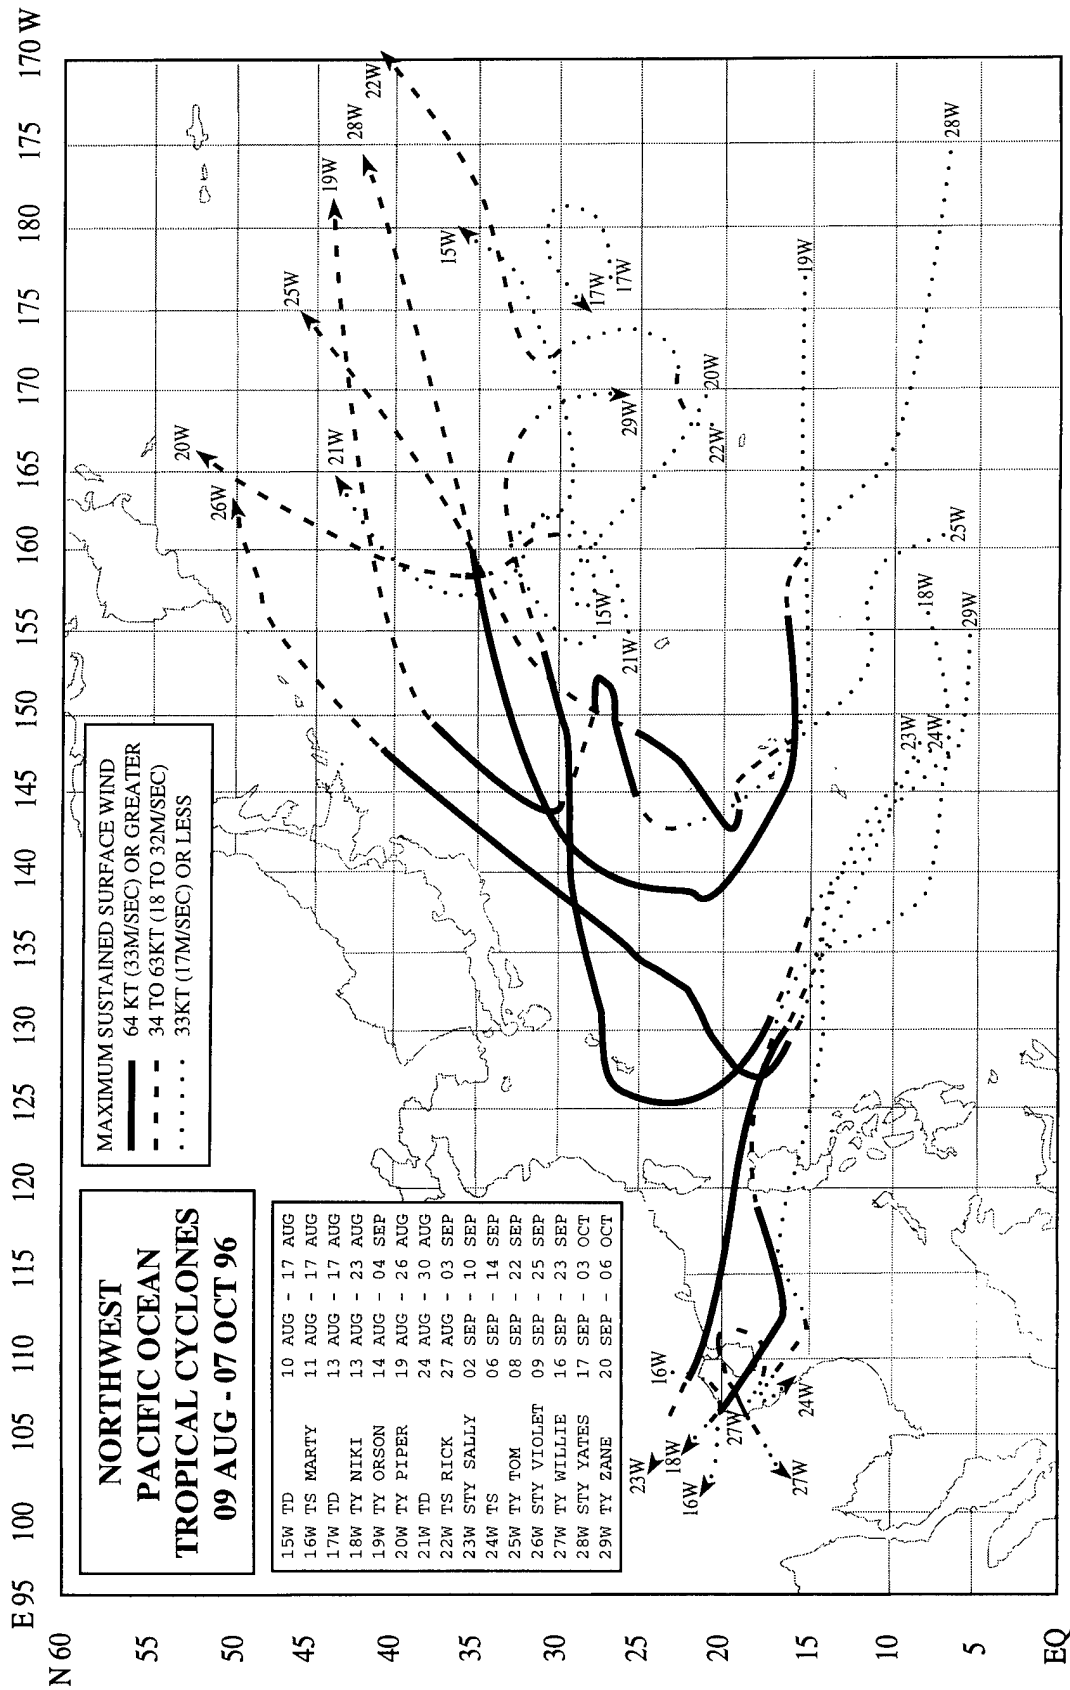 NORTHWEST
PACIFIC OCEAN
TROPICAL CYCLONES
09 AUG - 07 OCT 96
MAXIMUM SUSTAINED SURFACE WIND
64 KT (33M/SEC) OR GREATER
34 TO 63KT (18 TO 32M/SEC)
33KT (17M/SEC) OR LESS
15W TD 10 AUG - 17 AUG
16W TS MARTY 11 AUG - 17 AUG
17W TD 13 AUG - 17 AUG
18W TY NIKI 13 AUG - 23 AUG
19W TY ORSON 14 AUG - 04 SEP
20W TY PIPER 19 AUG - 26 AUG
21W TD 24 AUG - 30 AUG
22W TS RICK 27 AUG - 03 SEP
23W STY SALLY 02 SEP - 10 SEP
24W TS 06 SEP - 14 SEP
25W TY TOM 08 SEP - 22 SEP
26W STY VIOLET 09 SEP - 25 SEP
27W TY WILLIE 16 SEP - 23 SEP
28W STY YATES 17 SEP - 03 OCT
29W TY ZANE 20 SEP - 06 OCT
E 95 100 105 110 115 120 125 130 135 140 145 150 155 160 165 170 175 180 175 170 W
N 60
55
50
45
40
35
30
25
20
15
10
5
EQ
20W
26W
25W
21W
19W
28W
22W
15W
17W
17W
29W
20W
22W
15W
21W
19W
28W
25W
18W
29W
23W
24W
16W
23W
18W
16W
27W
27W
24W